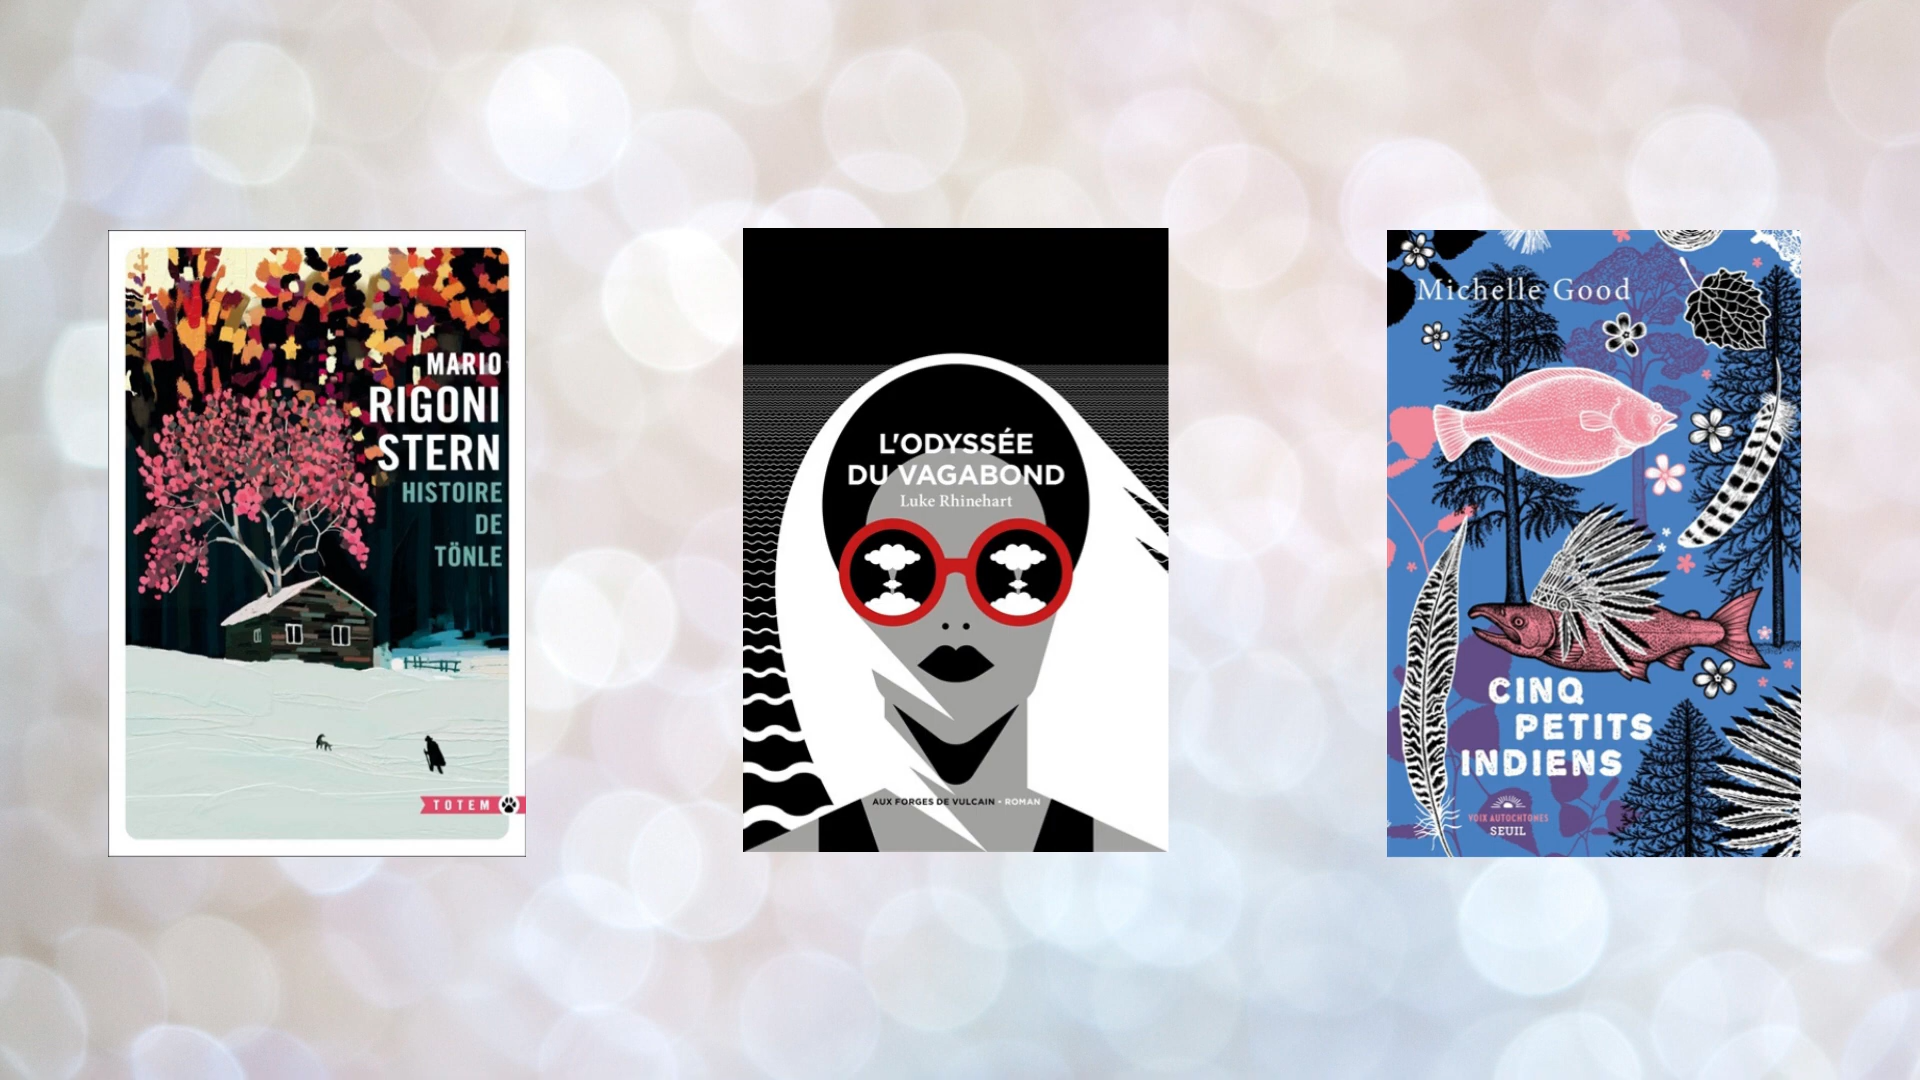 MARIO
RIGONI
STERN
HISTOIRE
DE
TÖNLE
TOTEM
L'ODYSSÉE
DU VAGABOND
Luke Rhinehart
AUX FORGES DE VULCAIN • ROMAN
Michelle Good
CINQ
PETITS
INDIENS
VOIX AUTOCHTONES
SEUIL